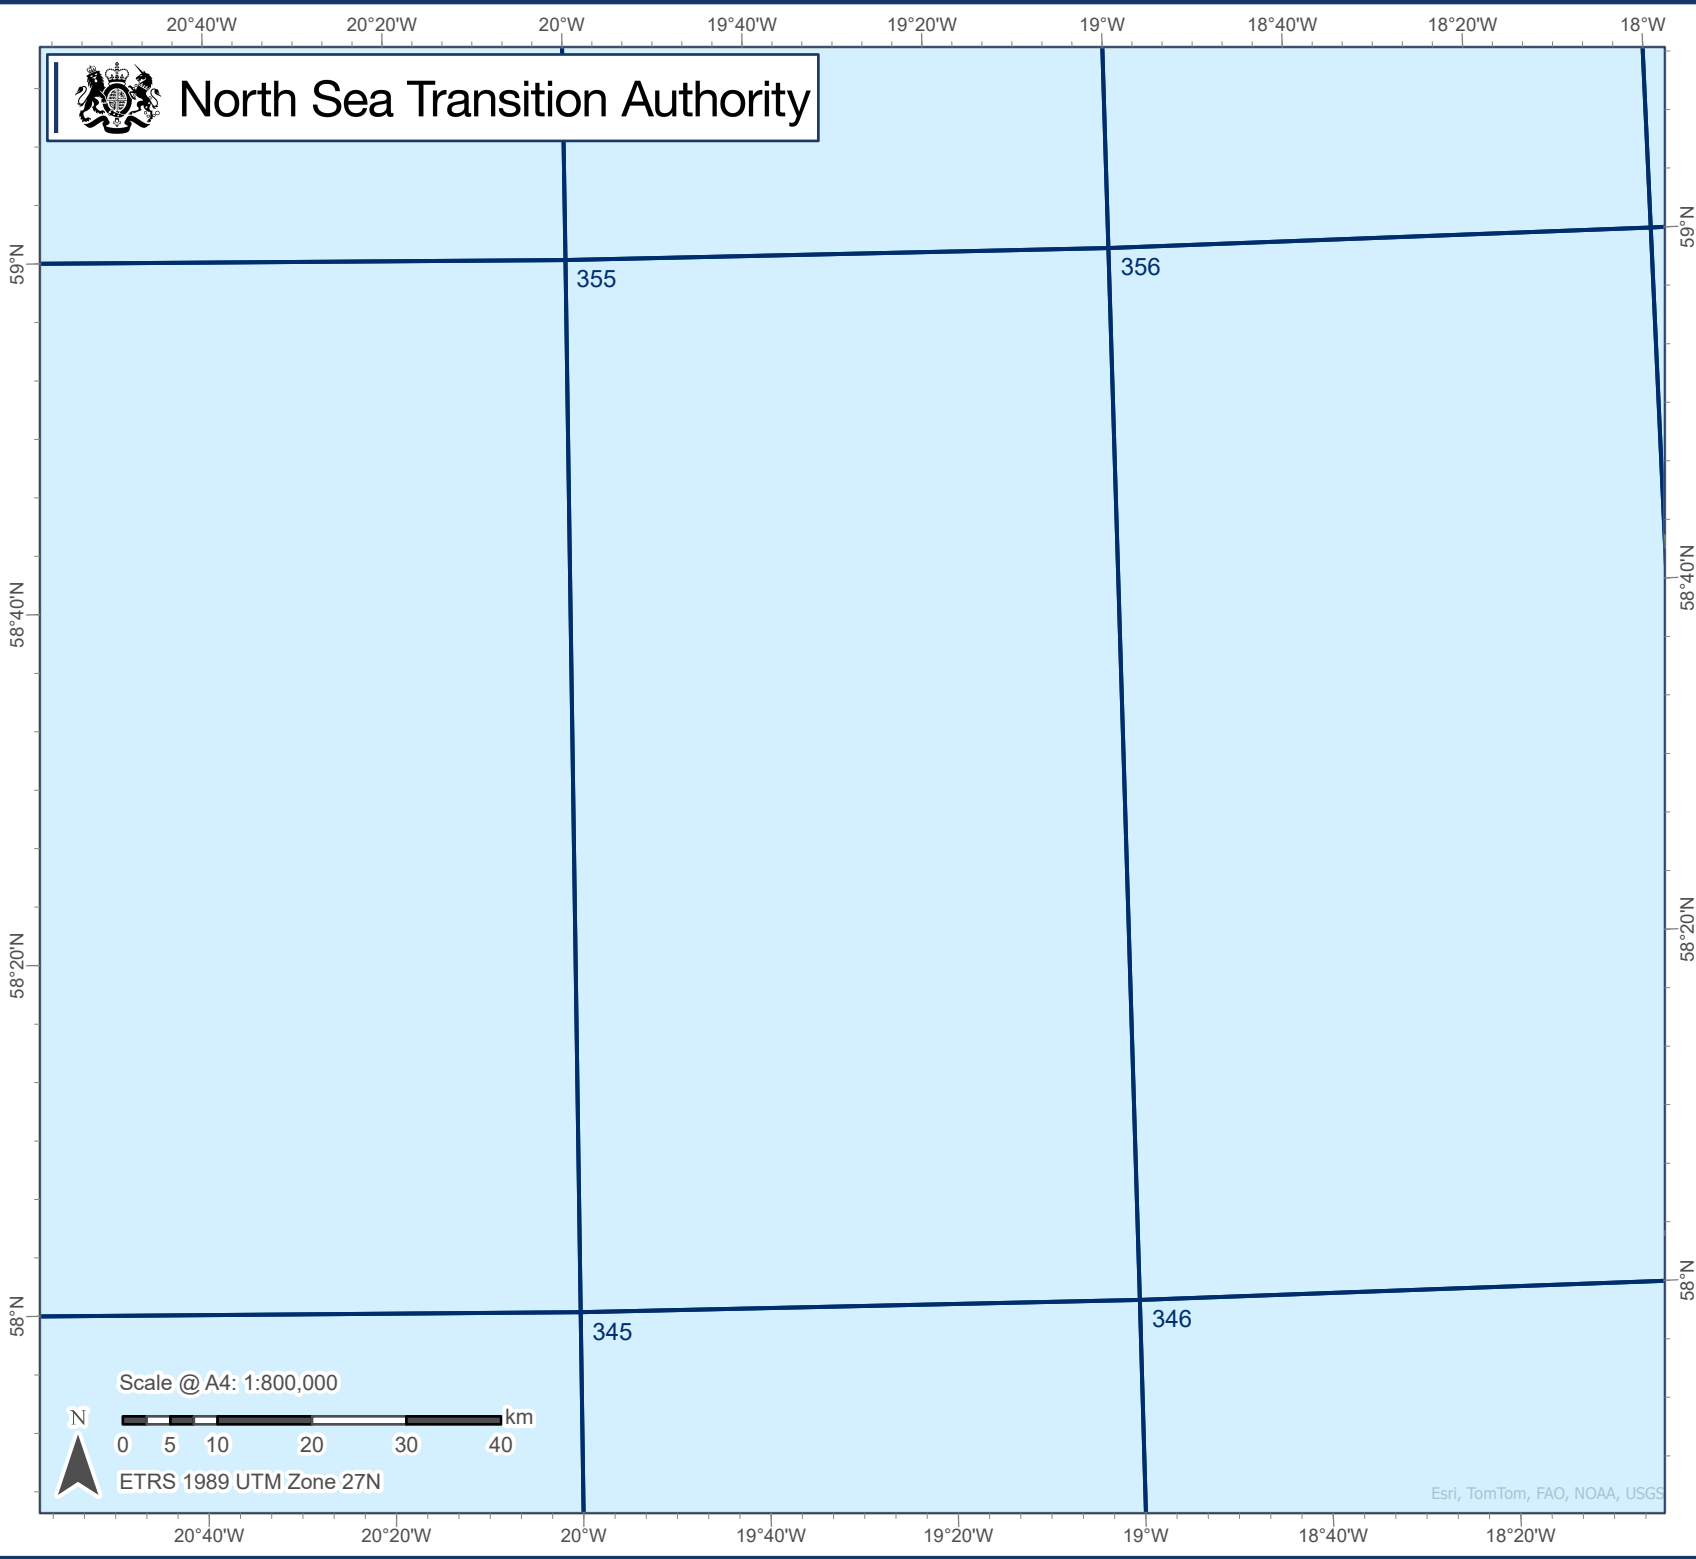 20°40'W 20°20'W 20°W 19°40'W 19°20'W 19°W 18°40'W 18°20'W 18°W
North Sea Transition Authority
59°N 59°N
355 356
58°40'N 58°40'N
58°20'N 58°20'N
58°N 58°N
345 346
Scale @ A4: 1:800,000
N km
0 5 10 20 30 40
ETRS 1989 UTM Zone 27N
Esri, TomTom, FAO, NOAA, USGS
20°40'W 20°20'W 20°W 19°40'W 19°20'W 19°W 18°40'W 18°20'W